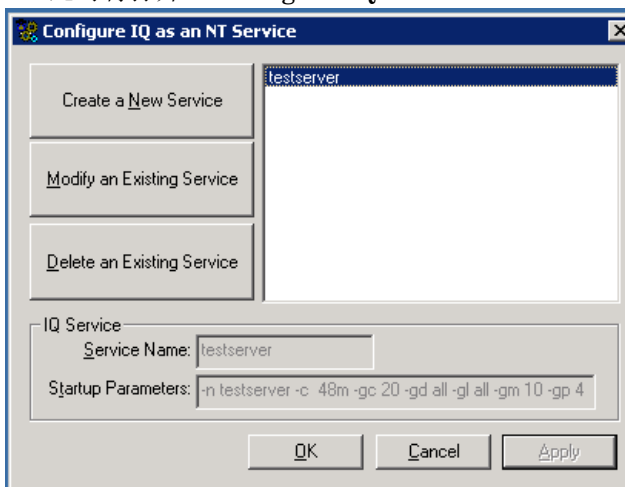 Configure IQ as an NT Service
Create a New Service
testserver
Modify an Existing Service
Delete an Existing Service
IQ Service
Service Name: testserver
Startup Parameters: -n testserver -c 48m -gc 20 -gd all -gl all -gm 10 -gp 4
OK
Cancel
Apply